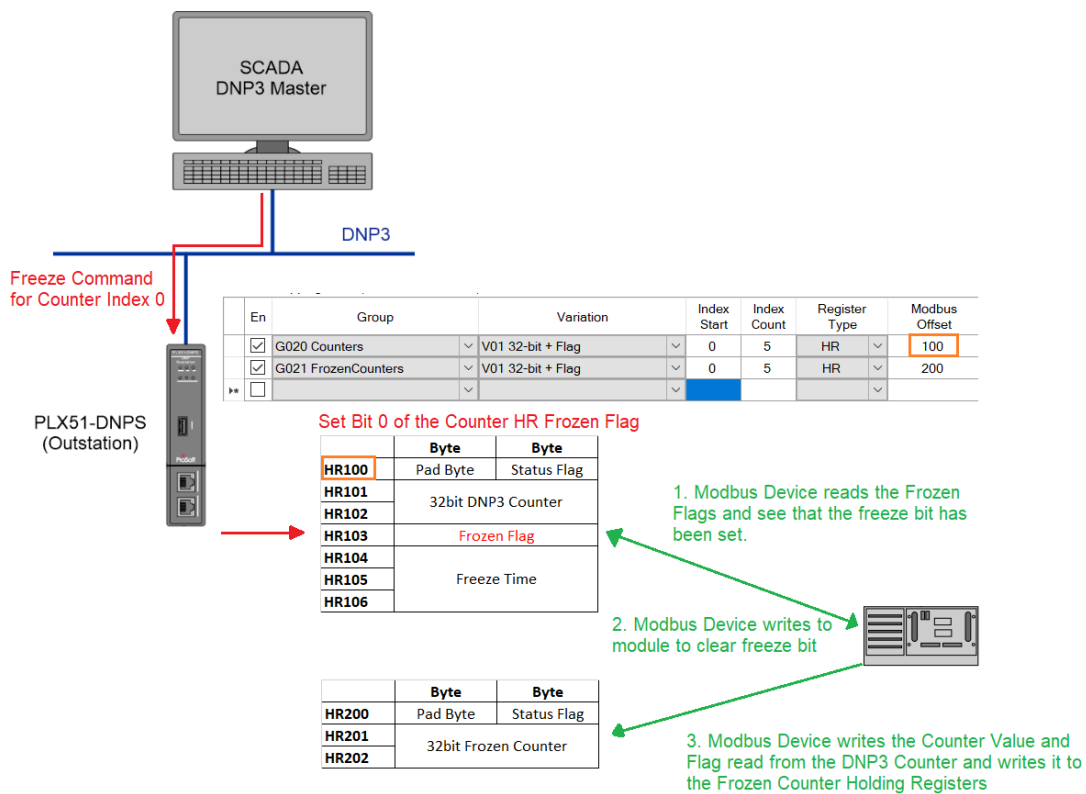 SCADA
DNP3 Master
DNP3
Freeze Command
for Counter Index 0
En Group Variation Index Start Index Count Register Type Modbus Offset
G020 Counters V01 32-bit + Flag 0 5 HR 100
G021 FrozenCounters V01 32-bit + Flag 0 5 HR 200
PLX51-DNPS
(Outstation)
ProSoft
Set Bit 0 of the Counter HR Frozen Flag
Byte Byte
HR100 Pad Byte Status Flag
HR101
32bit DNP3 Counter
HR102
HR103 Frozen Flag
HR104
HR105 Freeze Time
HR106
1. Modbus Device reads the Frozen
Flags and see that the freeze bit has
been set.
2. Modbus Device writes to
module to clear freeze bit
Byte Byte
HR200 Pad Byte Status Flag
HR201
32bit Frozen Counter
HR202
3. Modbus Device writes the Counter Value and
Flag read from the DNP3 Counter and writes it to
the Frozen Counter Holding Registers